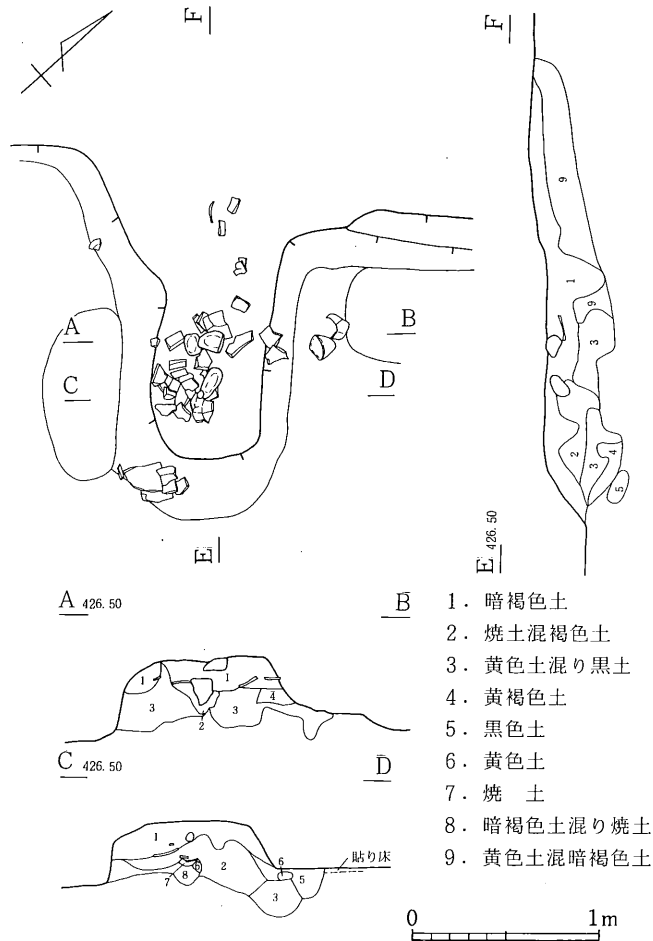 F
F
9
1
9
3
2
3
4
5
A
C
B
D
E
E 426.50
A 426.50
B
1
1
3
3
4
2
C 426.50
D
1
2
7
8
6
6
5
3
貼り床
1. 暗褐色土
2. 焼土混褐色土
3. 黄色土混り黒土
4. 黄褐色土
5. 黒色土
6. 黄色土
7. 焼 土
8. 暗褐色土混り焼土
9. 黄色土混暗褐色土
0 1m